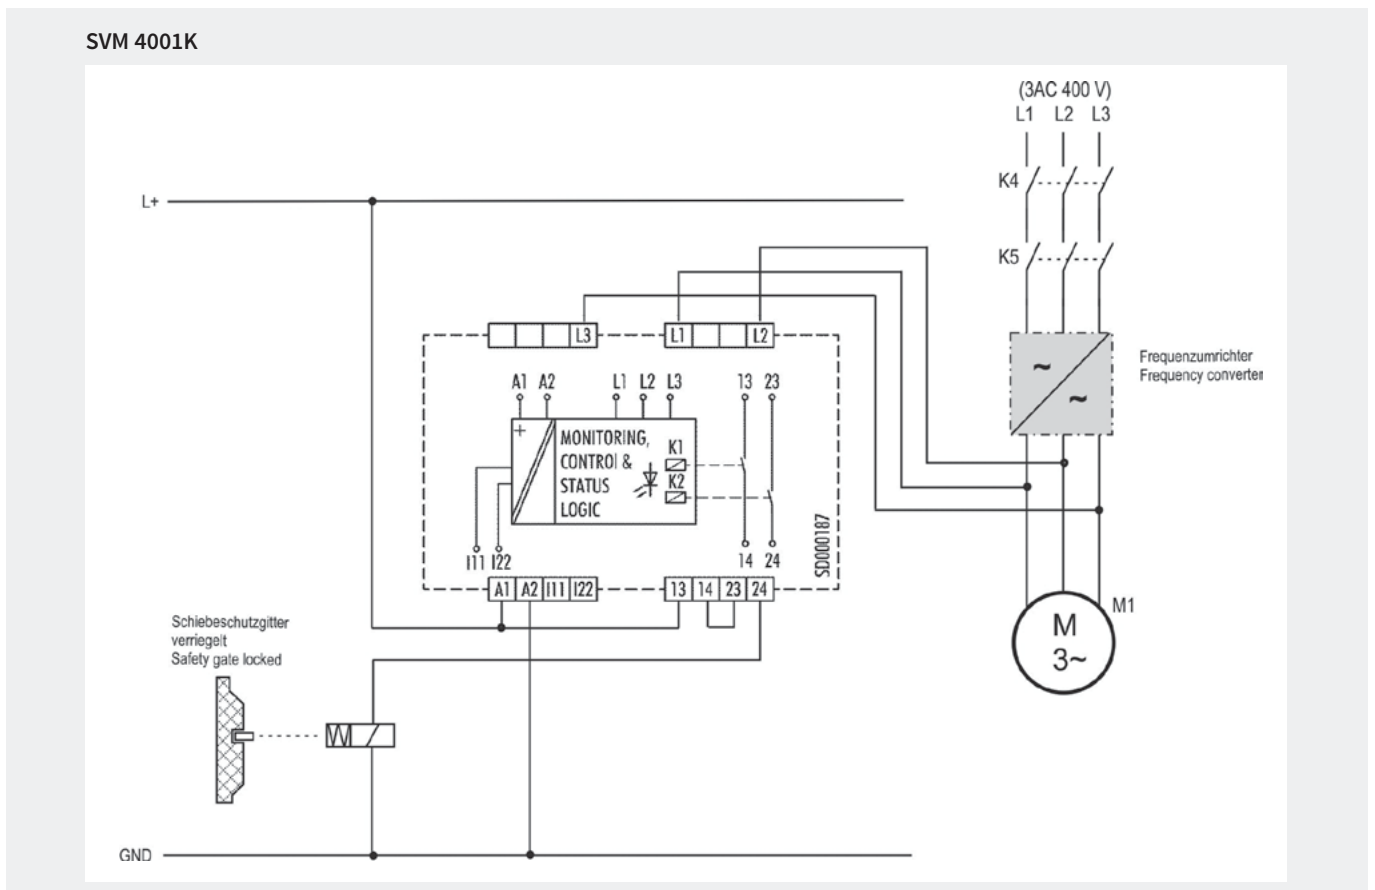 SVM 4001K
(3AC 400 V)
L1 L2 L3
K4
L+
K5
L3 L1 L2
Frequenzumrichter
Frequency converter
A1 A2 L1 L2 L3 13 23
+
~
~
MONITORING,
CONTROl &
STATUS
LOGIC
K1
K2
I11 I22 14 24
SD000187
A1 A2 I11 I22 13 14 23 24
M1
M
3~
Schiebeschutzgitter
verriegelt
Safety gate locked
GND